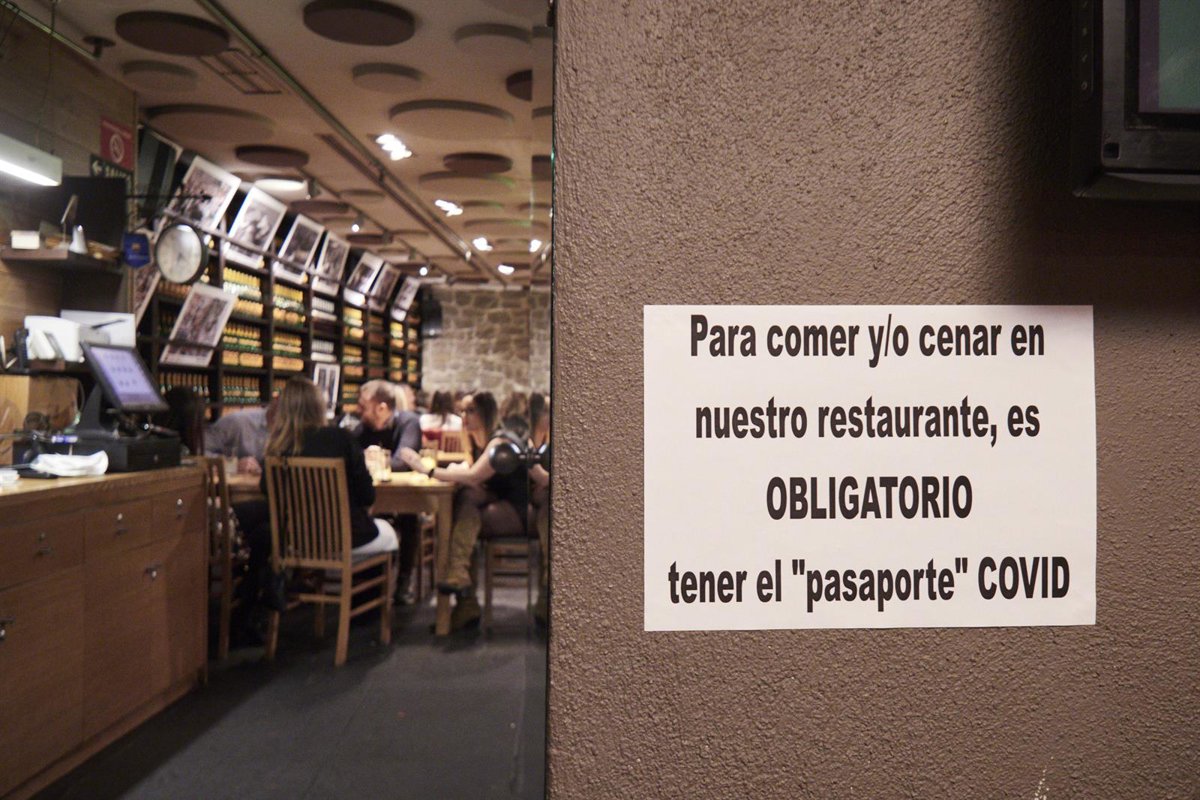 Para comer y/o cenar en
nuestro restaurante, es
OBLIGATORIO
tener el "pasaporte" COVID